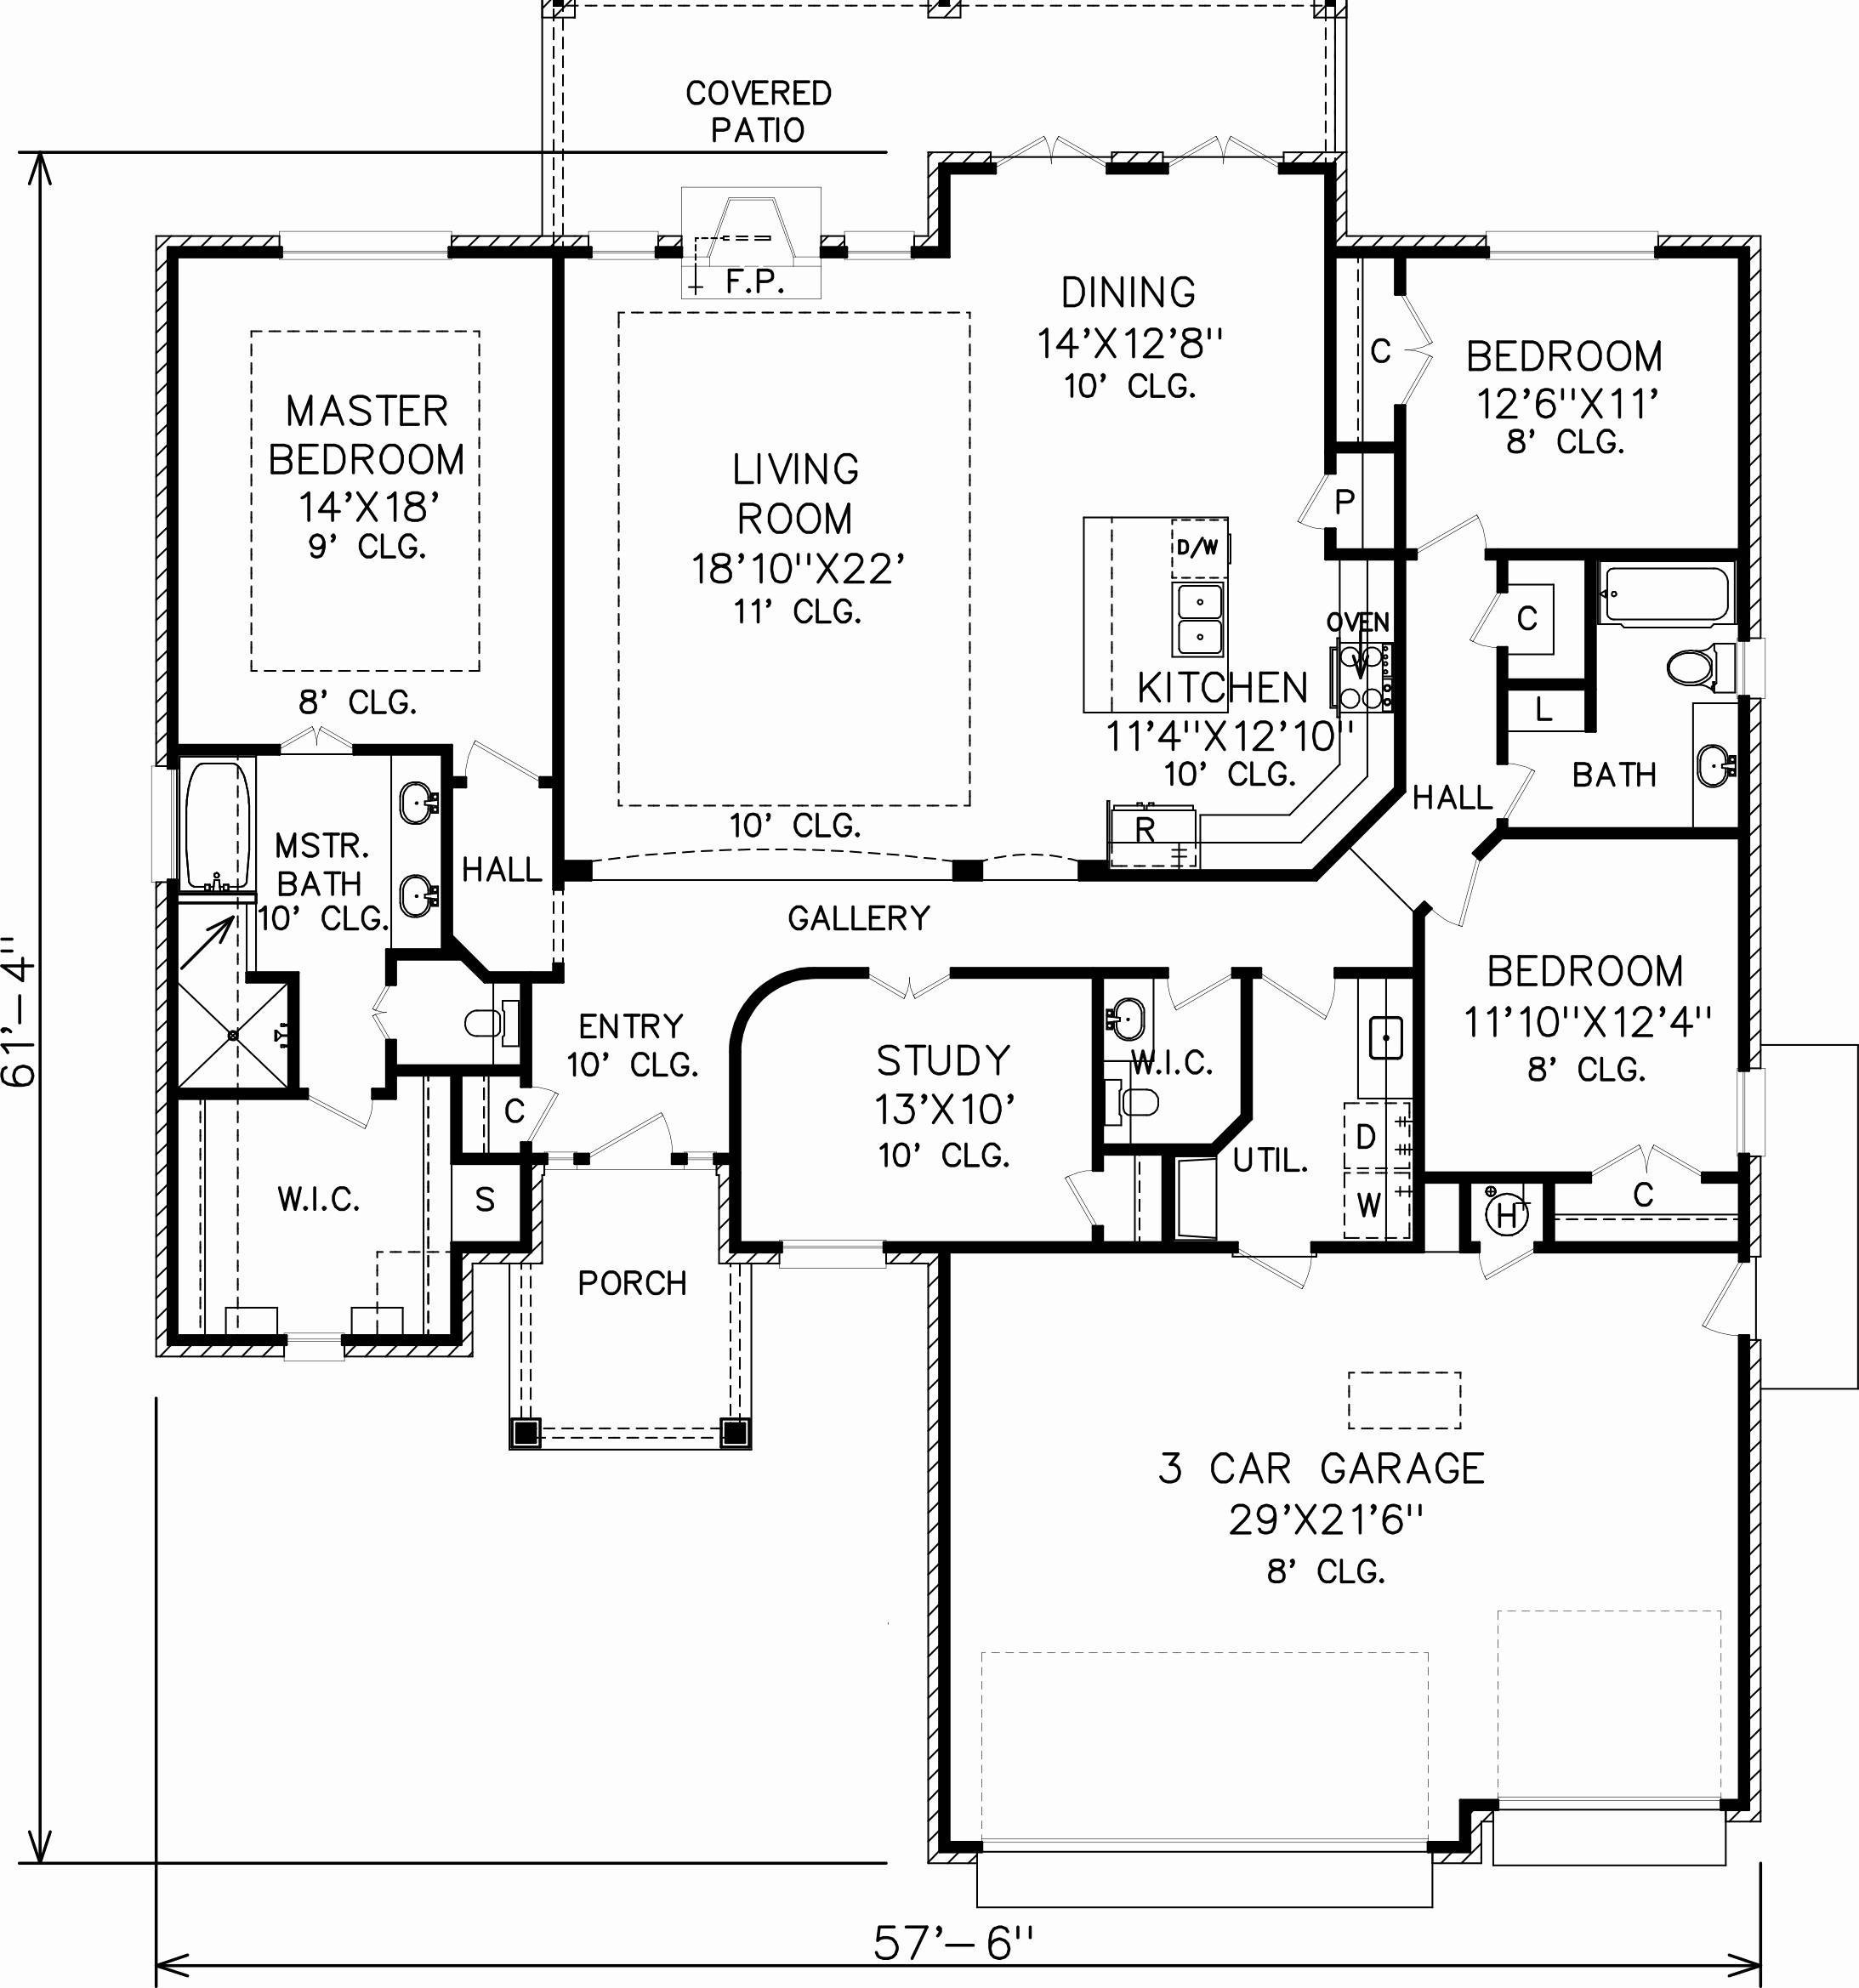 COVERED
PATIO
F.P.
DINING
14'X12'8"
10' CLG.
C
BEDROOM
12'6"X11'
8' CLG.
MASTER
BEDROOM
14'X18'
9' CLG.
8' CLG.
LIVING
ROOM
18'10"X22'
11' CLG.
10' CLG.
P
D/W
OVEN
KITCHEN
11'4"X12'10"
10' CLG.
R
C
L
BATH
HALL
MSTR.
BATH
10' CLG.
HALL
GALLERY
BEDROOM
11'10"X12'4"
8' CLG.
C
61'-4"
ENTRY
10' CLG.
C
STUDY
13'X10'
10' CLG.
W.I.C.
UTIL.
D
W
H
W.I.C.
S
PORCH
3 CAR GARAGE
29'X21'6"
8' CLG.
57'-6"